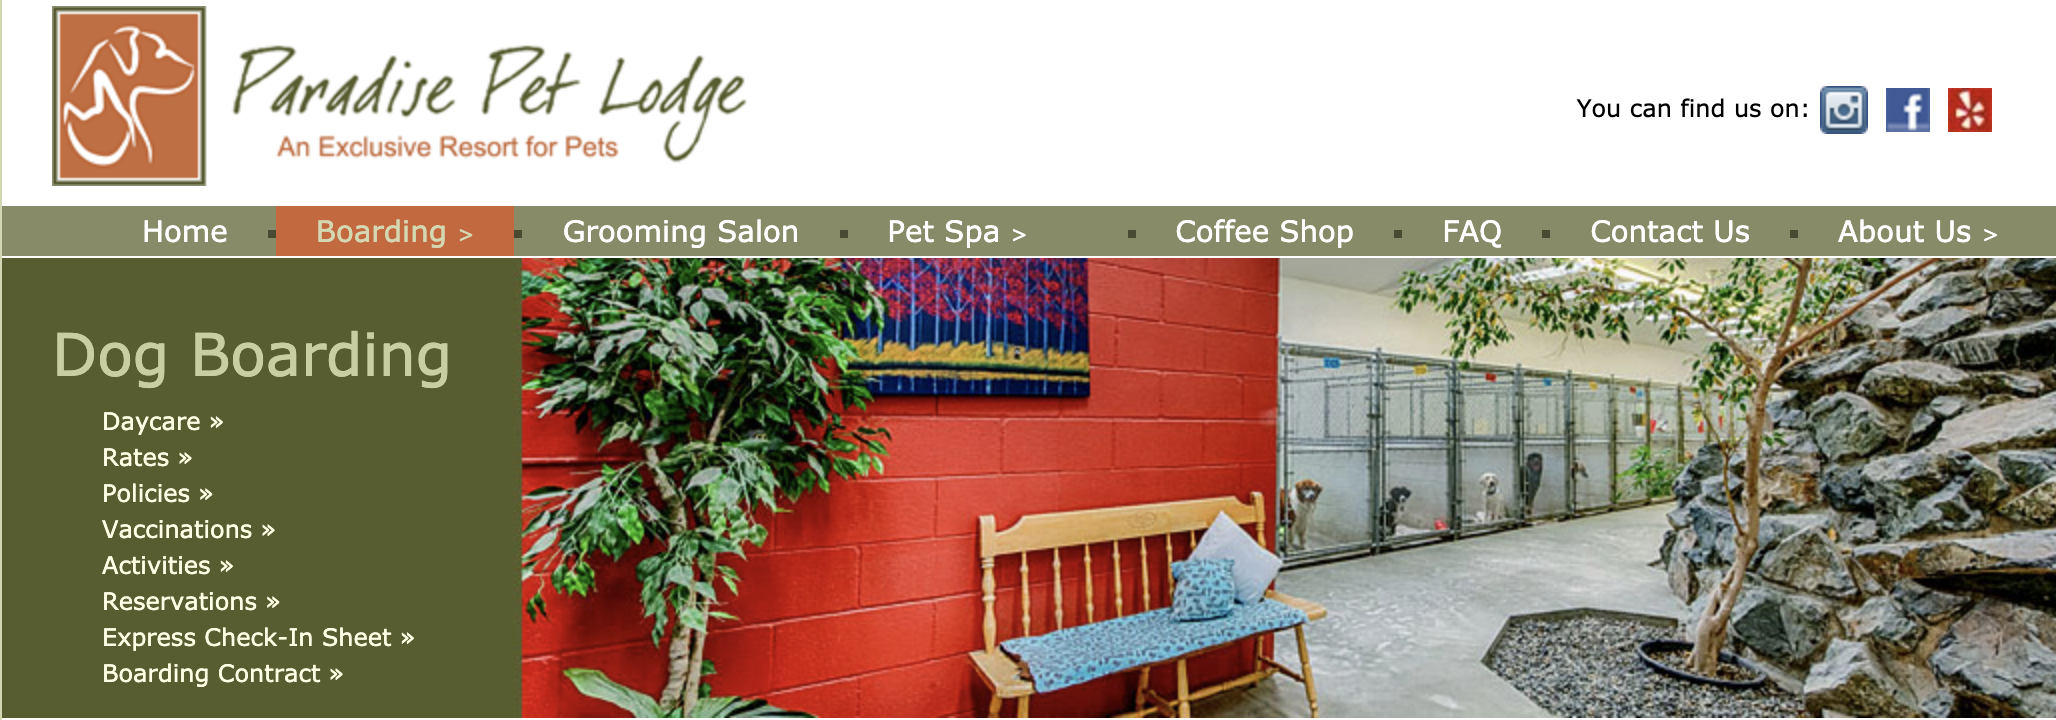 Paradise Pet Lodge
An Exclusive Resort for Pets
You can find us on:
Home Boarding > Grooming Salon Pet Spa > Coffee Shop FAQ Contact Us About Us >
Dog Boarding
Daycare »
Rates »
Policies »
Vaccinations »
Activities »
Reservations »
Express Check-In Sheet »
Boarding Contract »